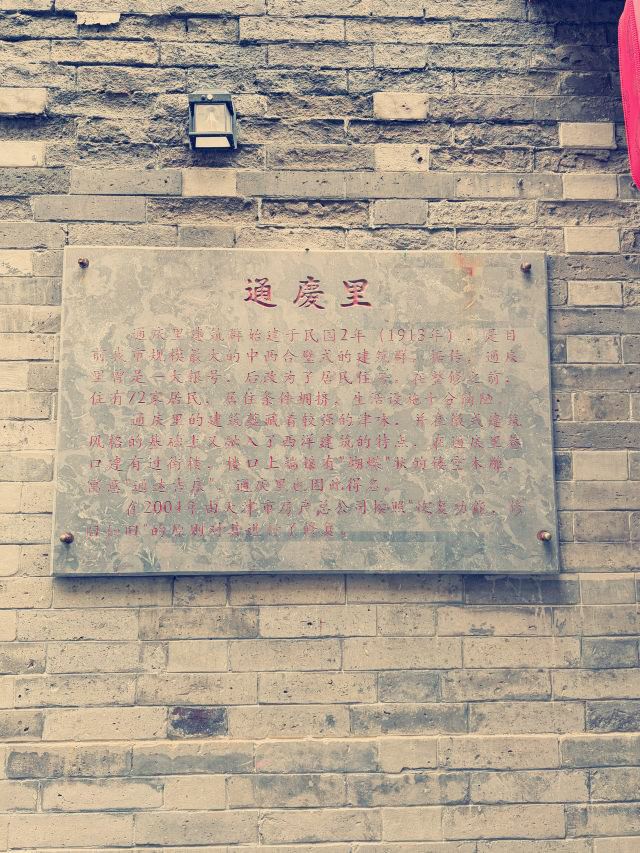 通慶里
通庆里建筑群始建于民国2年（1913年），是目
前我市规模最大的中西合璧式的建筑群。据传，通庆
里曾是一大银号，后改为了居民住宅。在整修之前，
住有72家居民，居住条件拥挤，生活设施十分简陋。
通庆里的建筑蕴藏着较强的津味，并在徽式建筑
风格的基础上又融入了西洋建筑的特点。在通庆里巷
口建有过街楼，楼口上端镶有"蝴蝶"状的镂空木雕，
寓意"通达吉庆"，通庆里也因此得名。
在2004年由天津市房产总公司按照"恢复功能，修
旧如旧"的原则对其进行了修复。